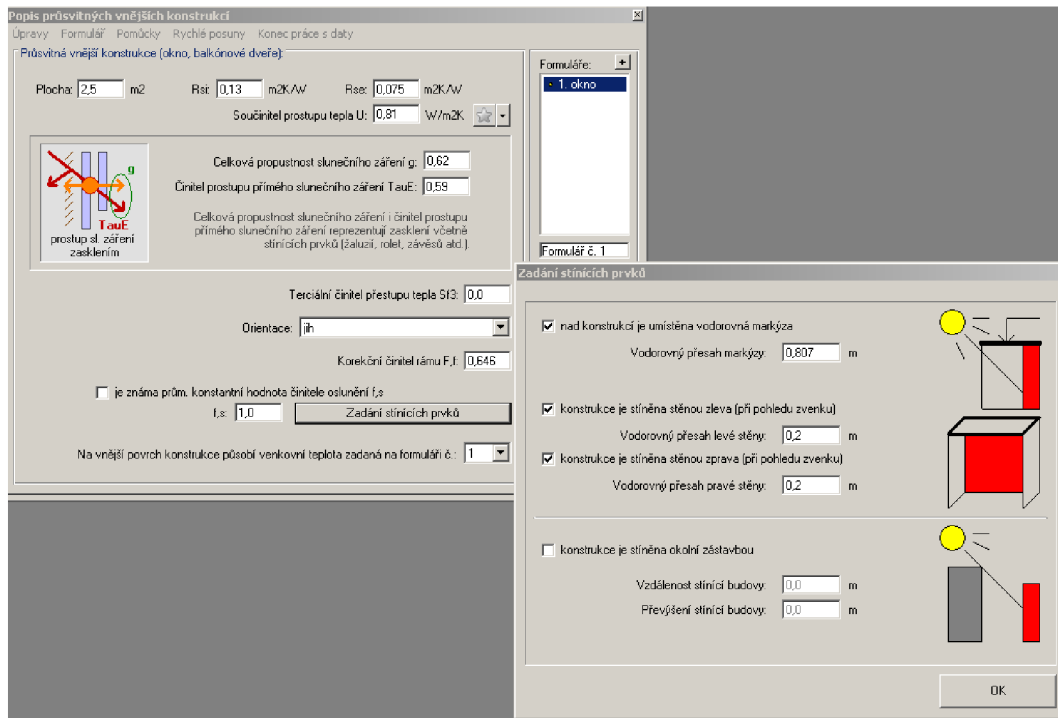 Popis průsvitných vnějších konstrukcí
Úpravy Formulář Pomůcky Rychlé posuny Konec práce s daty
Průsvitná vnější konstrukce (okno, balkónové dveře):
Plocha: 2,5 m2 Rsi: 0,13 m2K/W Rse: 0,075 m2K/W
Součinitel prostupu tepla U: 0,81 W/m2K
g
TauE
prostup sl. záření
zasklením
Celková propustnost slunečního záření g: 0,62
Činitel prostupu přímého slunečního záření TauE: 0,59
Celková propustnost slunečního záření i činitel prostupu
přímého slunečního záření reprezentují zasklení včetně
stínících prvků (žaluzií, rolet, závěsů atd.).
Terciální činitel přestupu tepla Sf3: 0,0
Orientace: jih
Korekční činitel rámu F,f: 0,646
je známa prům. konstantní hodnota činitele oslunění f,s
f,s: 1,0 Zadání stínících prvků
Na vnější povrch konstrukce působí venkovní teplota zadaná na formuláři č.: 1
Formuláře: +
1. okno
Formulář č. 1
Zadání stínících prvků
nad konstrukcí je umístěna vodorovná markýza
Vodorovný přesah markýzy: 0,807 m
konstrukce je stíněna stěnou zleva (při pohledu zvenku)
Vodorovný přesah levé stěny: 0,2 m
konstrukce je stíněna stěnou zprava (při pohledu zvenku)
Vodorovný přesah pravé stěny: 0,2 m
konstrukce je stíněna okolní zástavbou
Vzdálenost stínící budovy: 0,0 m
Převýšení stínící budovy: 0,0 m
OK